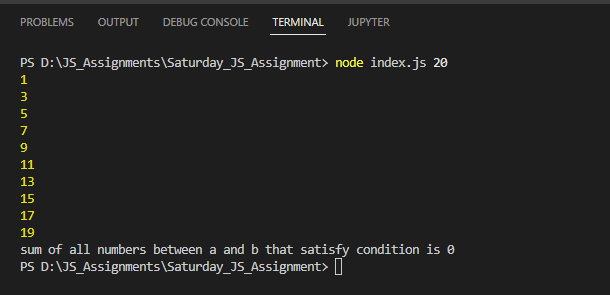 PROBLEMS OUTPUT DEBUG CONSOLE TERMINAL JUPYTER
PS D:\JS_Assignments\Saturday_JS_Assignment> node index.js 20
1
3
5
7
9
11
13
15
17
19
sum of all numbers between a and b that satisfy condition is 0
PS D:\JS_Assignments\Saturday_JS_Assignment>